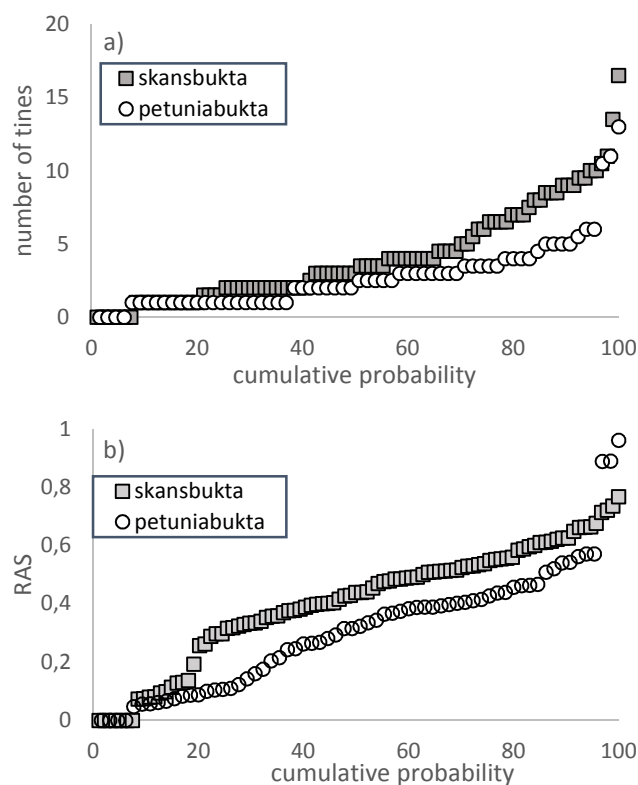 20
a)
skansbukta
petuniabukta
15
10
5
0
number of tines
0 20 40 60 80 100
cumulative probability
1
b)
skansbukta
petuniabukta
0,8
0,6
0,4
0,2
0
RAS
0 20 40 60 80 100
cumulative probability